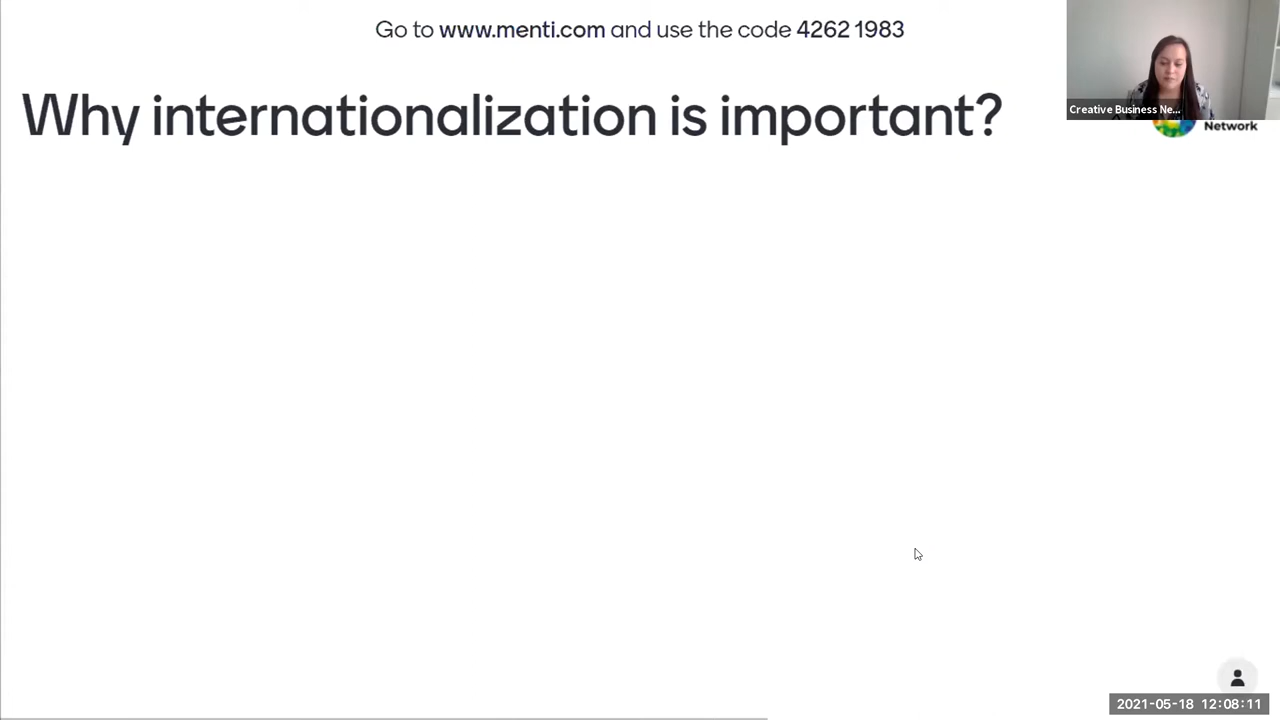 Go to www.menti.com and use the code 4262 1983
Why internationalization is important?
Creative Business Ne...
Network
2021-05-18 12:08:11